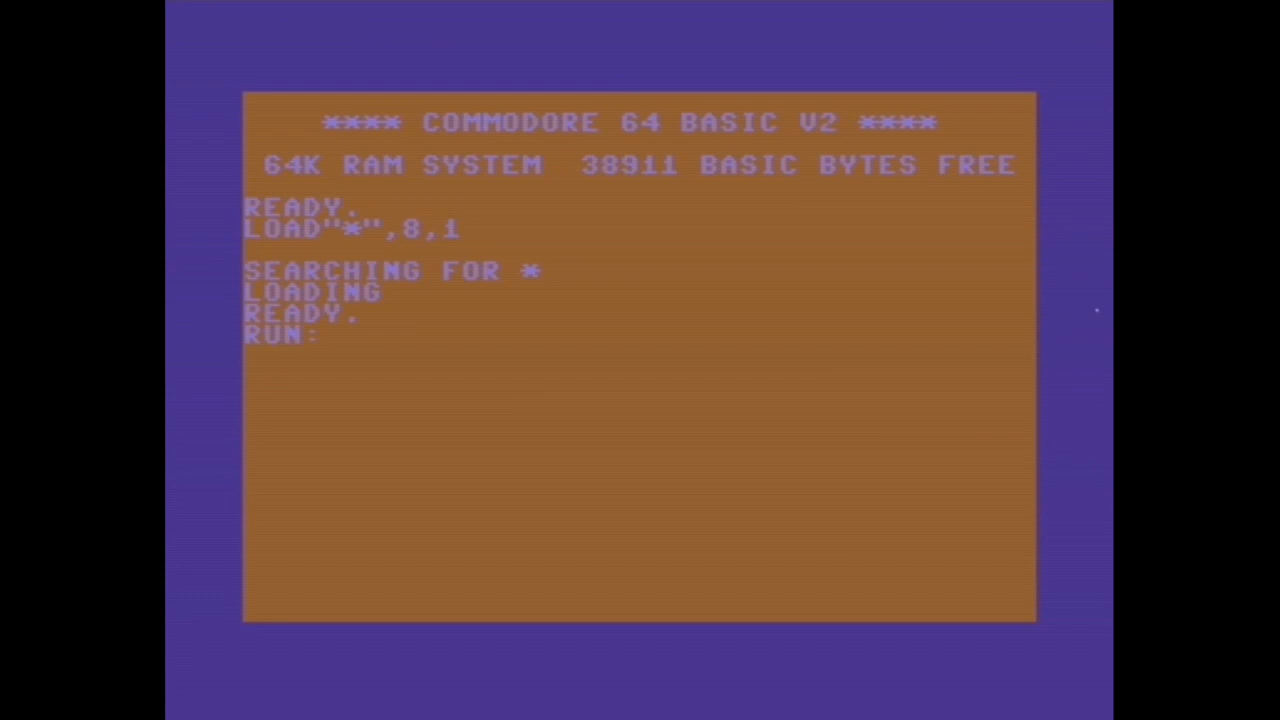 **** COMMODORE 64 BASIC V2 ****
64K RAM SYSTEM  38911 BASIC BYTES FREE
READY.
LOAD"*",8,1
SEARCHING FOR *
LOADING
READY.
RUN: